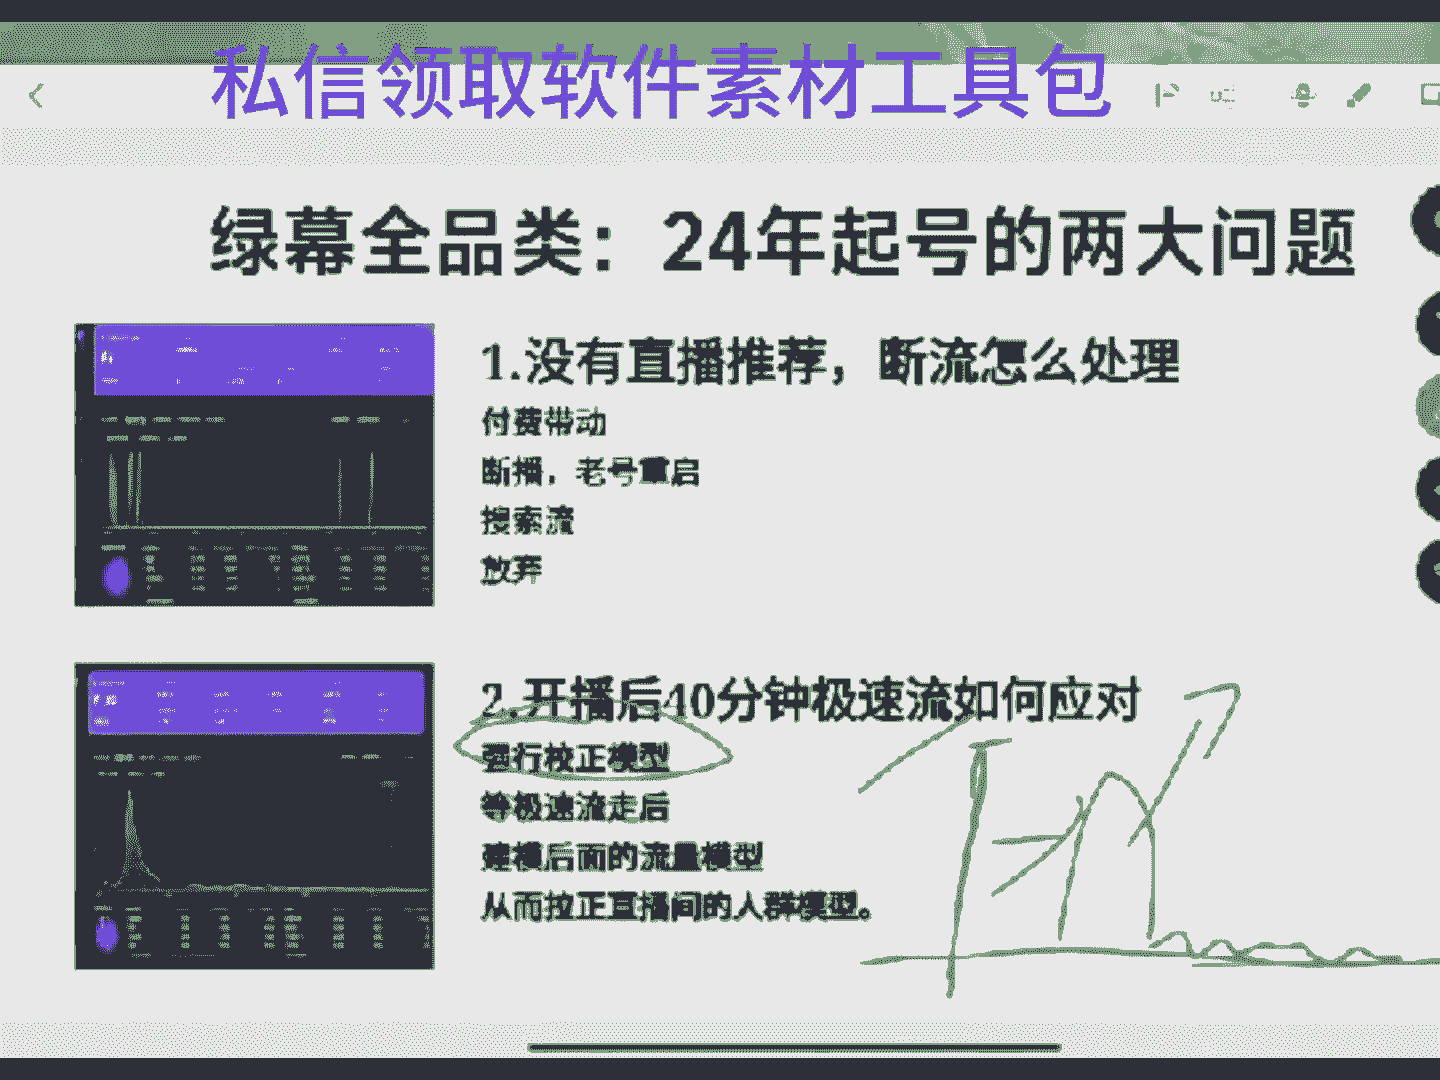 私信领取软件素材工具包
绿幕全品类：24年起号的两大问题
1.没有直播推荐，断流怎么处理
付费带动
断播，老号重启
搜索流
放弃
2.开播后40分钟极速流如何应对
强行校正模型
等极速流走后
建模后面的流量模型
从而拉正直播间的人群模型。